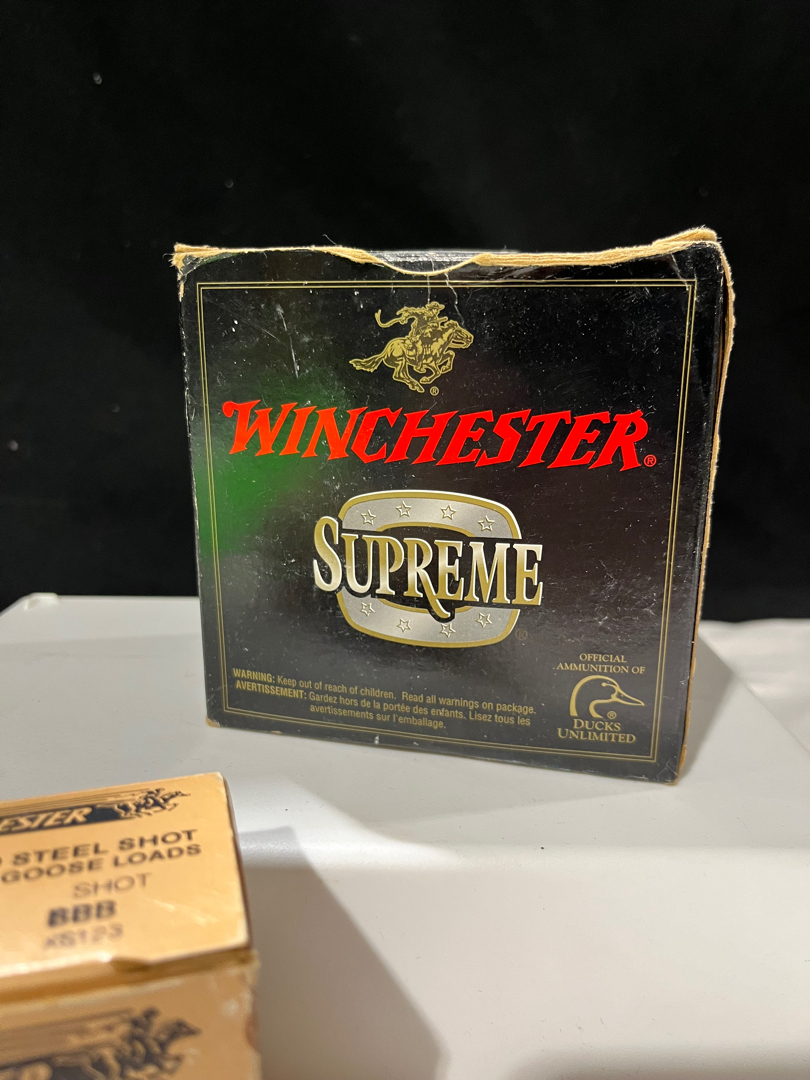 WINCHESTER®
SUPREME®
WARNING: Keep out of reach of children. Read all warnings on package.
AVERTISSEMENT: Gardez hors de la portée des enfants. Lisez tous les
avertissements sur l'emballage.
OFFICIAL
AMMUNITION OF
DUCKS
UNLIMITED
ESTER
STEEL SHOT
GOOSE LOADS
SHOT
BBB
XS123